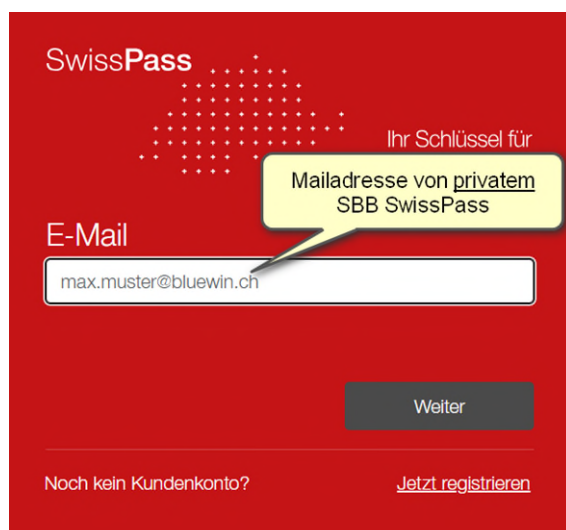 SwissPass
Ihr Schlüssel für
Mailadresse von privatem
SBB SwissPass
E-Mail
max.muster@bluewin.ch
Weiter
Noch kein Kundenkonto?
Jetzt registrieren